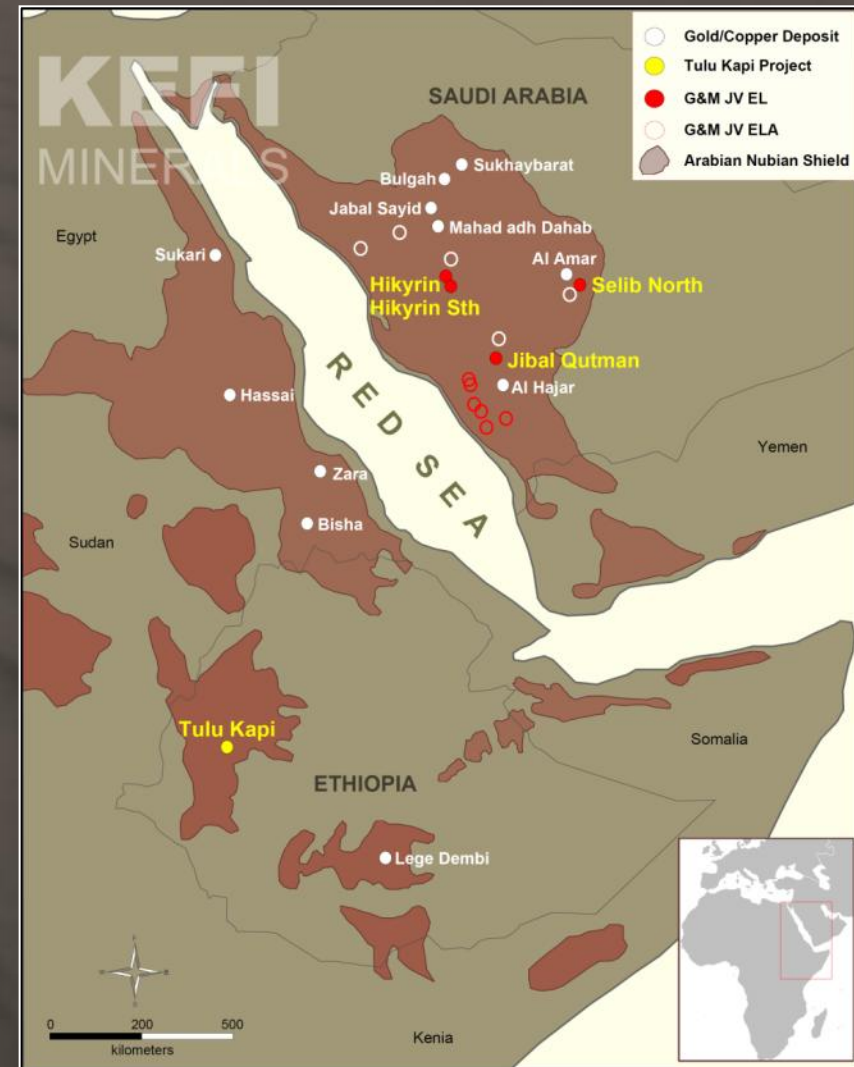 KEFI
MINERALS
Gold/Copper Deposit
Tulu Kapi Project
G&M JV EL
G&M JV ELA
Arabian Nubian Shield
SAUDI ARABIA
Sukhaybarat
Bulgah
Jabal Sayid
Mahad adh Dahab
Egypt
Sukari
Al Amar
Hikyrin
Selib North
Hikyrin Sth
Jibal Qutman
Al Hajar
RED SEA
Hassai
Yemen
Zara
Bisha
Sudan
Tulu Kapi
Somalia
ETHIOPIA
Lege Dembi
0 200 500
kilometers
Kenia